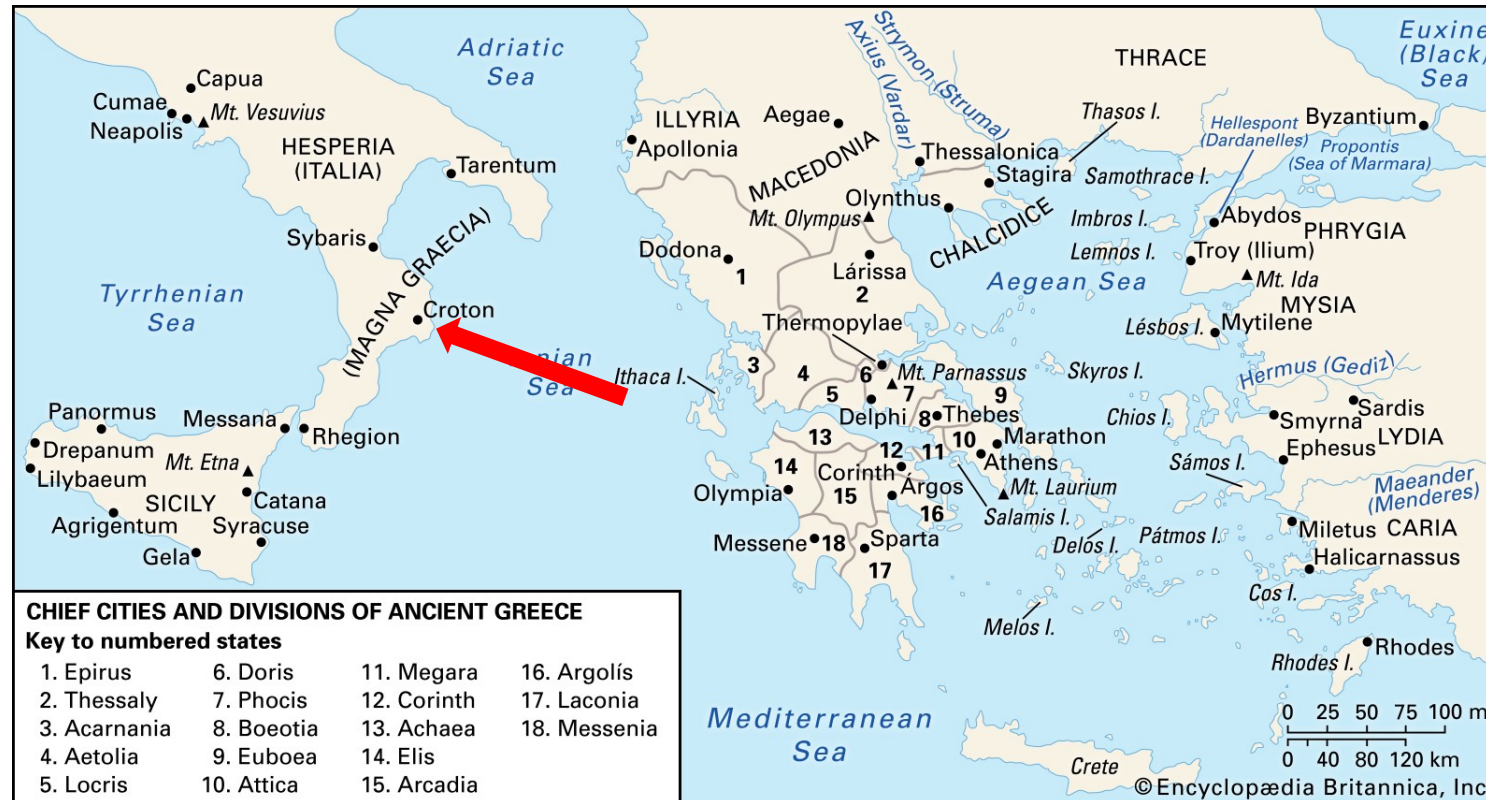 Adriatic
Sea
Euxine
(Black)
Sea
THRACE
Axius (Vardar)
Strymon (Struma)
Capua
Cumae
Mt. Vesuvius
Neapolis
HESPERIA
(ITALIA)
Tarentum
ILLYRIA
Apollonia
Aegae
MACEDONIA
Thessalonica
Stagira
Thasos I.
Hellespont
(Dardanelles)
Byzantium
Propontis
(Sea of Marmara)
Samothrace I.
Olynthus
Mt. Olympus
CHALCIDICE
Imbros I.
Abydos
PHRYGIA
Sybaris
(MAGNA GRAECIA)
Dodona
1
Lárissa
2
Lemnos I.
Troy (Ilium)
Mt. Ida
Aegean Sea
MYSIA
Tyrrhenian
Sea
Croton
Thermopylae
Lésbos I.
Mytilene
nian
Sea
Ithaca I.
3
4
5
6
Mt. Parnassus
7
Delphi
8
Thebes
9
Skyros I.
Hermus (Gediz)
Chios I.
Sardis
Smyrna
LYDIA
Ephesus
Panormus
Messana
Rhegion
Drepanum
Mt. Etna
Lilybaeum
SICILY
Catana
Agrigentum
Syracuse
Gela
13
12
11
10
Marathon
Athens
14
Corinth
Olympia
15
Árgos
Mt. Laurium
16
Salamis I.
Sámos I.
Maeander
(Menderes)
Messene
18
Sparta
17
Delos I.
Pátmos I.
Miletus
CARIA
Halicarnassus
Cos I.
Melos I.
Rhodes
Rhodes I.
Mediterranean
Sea
Crete
0 25 50 75 100 m
0 40 80 120 km
©Encyclopædia Britannica, Inc
CHIEF CITIES AND DIVISIONS OF ANCIENT GREECE
Key to numbered states
1. Epirus
2. Thessaly
3. Acarnania
4. Aetolia
5. Locris
6. Doris
7. Phocis
8. Boeotia
9. Euboea
10. Attica
11. Megara
12. Corinth
13. Achaea
14. Elis
15. Arcadia
16. Argolís
17. Laconia
18. Messenia